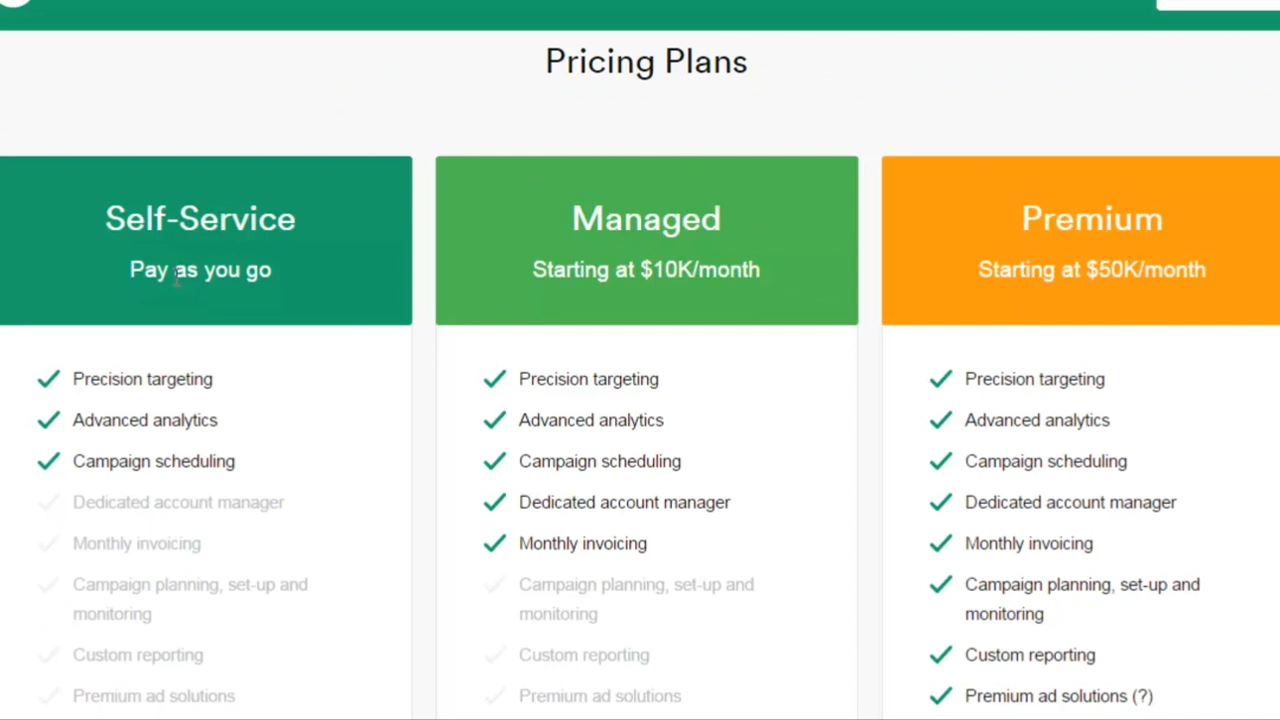 Pricing Plans
Self-Service
Pay as you go
Precision targeting
Advanced analytics
Campaign scheduling
Dedicated account manager
Monthly invoicing
Campaign planning, set-up and
monitoring
Custom reporting
Premium ad solutions
Managed
Starting at $10K/month
Precision targeting
Advanced analytics
Campaign scheduling
Dedicated account manager
Monthly invoicing
Campaign planning, set-up and
monitoring
Custom reporting
Premium ad solutions
Premium
Starting at $50K/month
Precision targeting
Advanced analytics
Campaign scheduling
Dedicated account manager
Monthly invoicing
Campaign planning, set-up and
monitoring
Custom reporting
Premium ad solutions (?)